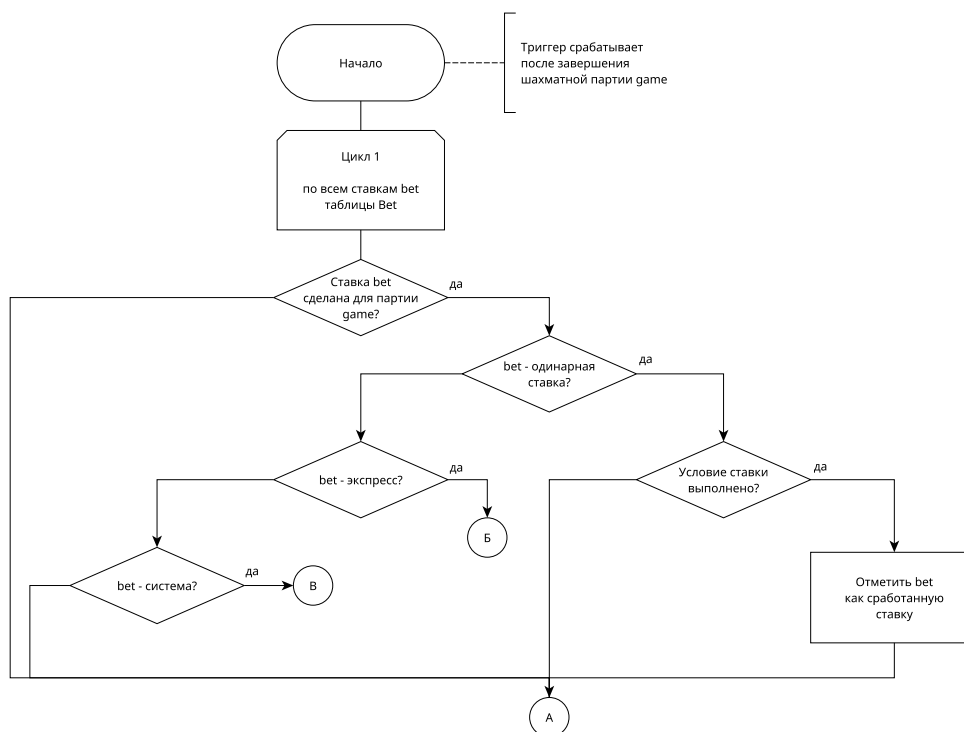 Начало
Триггер срабатывает
после завершения
шахматной партии game
Цикл 1
по всем ставкам bet
таблицы Bet
Ставка bet
сделана для партии
game?
да
bet - одинарная
ставка?
да
bet - экспресс?
да
Условие ставки
выполнено?
да
Б
bet - система?
да
В
Отметить bet
как сработанную
ставку
А